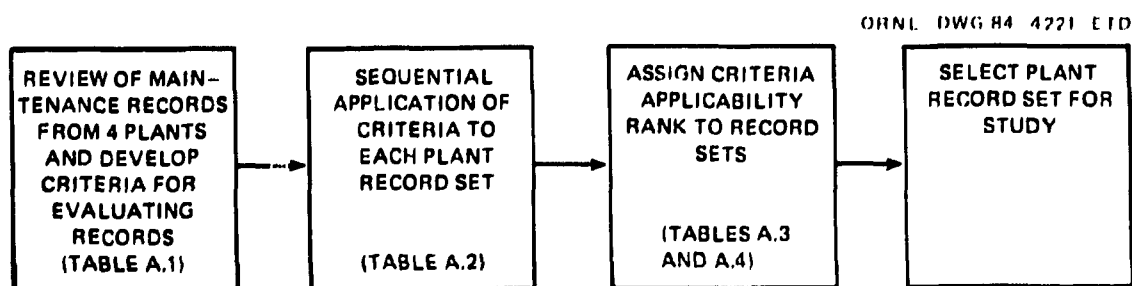 ORNL DWG 84 4221 ETD
REVIEW OF MAIN-
TENANCE RECORDS
FROM 4 PLANTS
AND DEVELOP
CRITERIA FOR
EVALUATING
RECORDS
(TABLE A.1)
SEQUENTIAL
APPLICATION OF
CRITERIA TO
EACH PLANT
RECORD SET
(TABLE A.2)
ASSIGN CRITERIA
APPLICABILITY
RANK TO RECORD
SETS
(TABLES A.3
AND A.4)
SELECT PLANT
RECORD SET FOR
STUDY